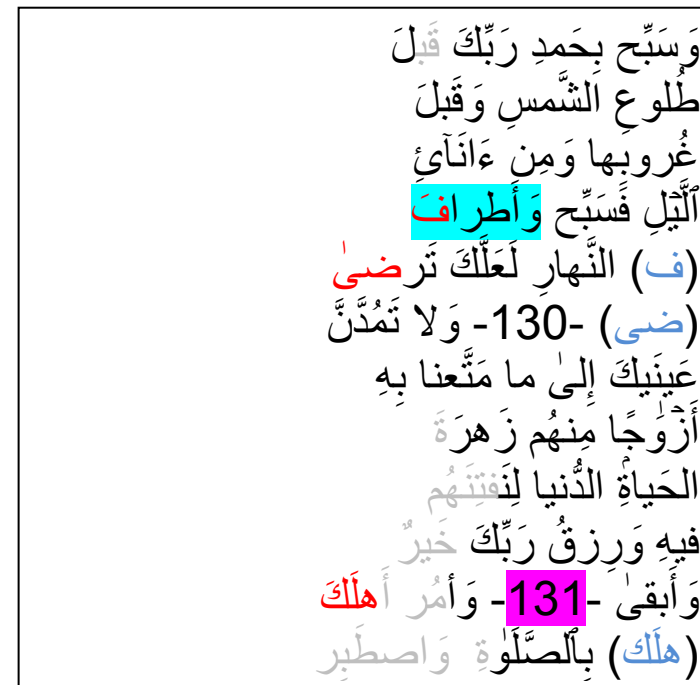 وَسَبِّح بِحَمدِ رَبِّكَ قَبلَ
طُلوعِ الشَّمسِ وَقَبلَ
غُروبِها وَمِن ءَانَآئِ
ٱلَّيۡلِ فَسَبِّح وَأَطرافَ
(ف) النَّهارِ لَعَلَّكَ تَرضىٰ
(ضى) -130- وَلا تَمُدَّنَّ
عَينَيكَ إِلىٰ ما مَتَّعنا بِهِ
أَزۡوَٰجًا مِنهُم زَهرَةَ
الحَياةِ الدُّنيا لِنَفتِنَهُم
فيهِ وَرِزقُ رَبِّكَ خَيرٌ
وَأَبقىٰ -131- وَأمُر أَهلَكَ
(هلَك) بِٱلصَّلَوٰةِ وَاصطَبِر